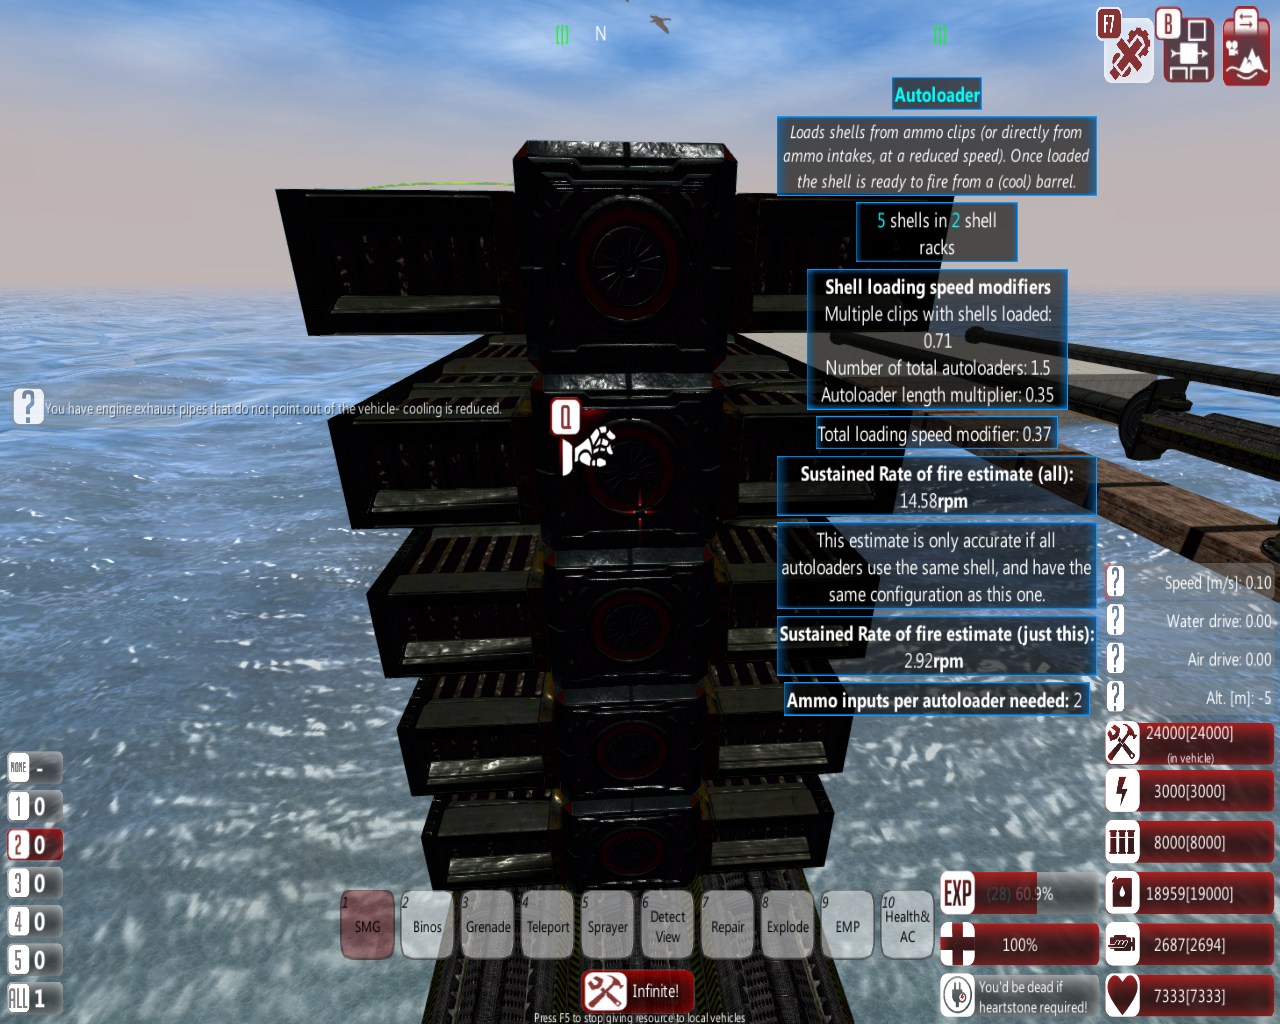 N
F7
B
Autoloader
Loads shells from ammo clips (or directly from
ammo intakes, at a reduced speed). Once loaded
the shell is ready to fire from a (cool) barrel.
5 shells in 2 shell
racks
Shell loading speed modifiers
Multiple clips with shells loaded:
0.71
Number of total autoloaders: 1.5
Autoloader length multiplier: 0.35
Total loading speed modifier: 0.37
Sustained Rate of fire estimate (all):
14.58rpm
This estimate is only accurate if all
autoloaders use the same shell, and have the
same configuration as this one.
Sustained Rate of fire estimate (just this):
2.92rpm
Ammo inputs per autoloader needed: 2
? You have engine exhaust pipes that do not point out of the vehicle- cooling is reduced.
Q
? Speed [m/s]: 0.10
? Water drive: 0.00
? Air drive: 0.00
? Alt. [m]: -5
24000[24000]
(in vehicle)
3000[3000]
8000[8000]
18959[19000]
2687[2694]
7333[7333]
NONE -
1 0
2 0
3 0
4 0
5 0
ALL 1
1 SMG
2 Binos
3 Grenade
4 Teleport
5 Sprayer
6 Detect View
7 Repair
8 Explode
9 EMP
10 Health& AC
EXP (28) 60.9%
100%
You'd be dead if
heartstone required!
Infinite!
Press F5 to stop giving resource to local vehicles